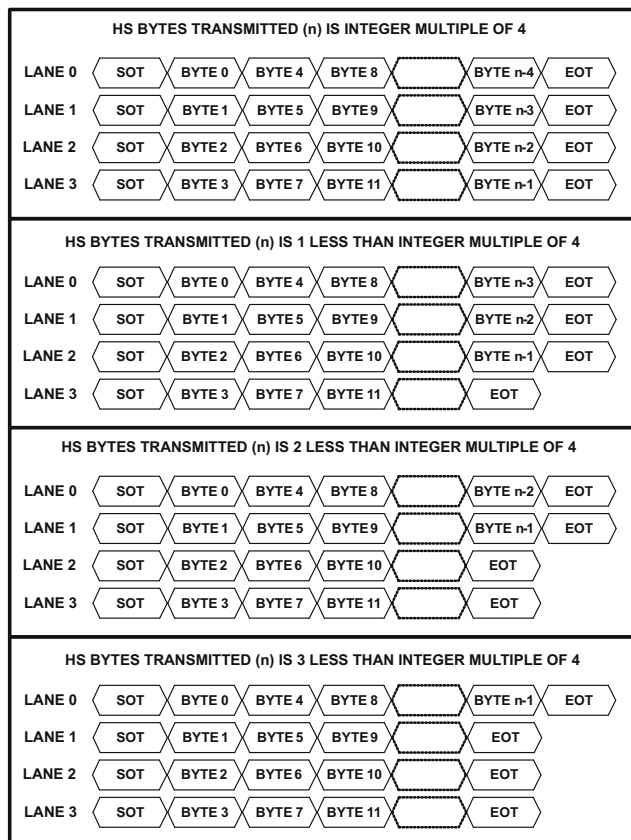 HS BYTES TRANSMITTED (n) IS INTEGER MULTIPLE OF 4
LANE 0 SOT BYTE 0 BYTE 4 BYTE 8 BYTE n-4 EOT
LANE 1 SOT BYTE 1 BYTE 5 BYTE 9 BYTE n-3 EOT
LANE 2 SOT BYTE 2 BYTE 6 BYTE 10 BYTE n-2 EOT
LANE 3 SOT BYTE 3 BYTE 7 BYTE 11 BYTE n-1 EOT
HS BYTES TRANSMITTED (n) IS 1 LESS THAN INTEGER MULTIPLE OF 4
LANE 0 SOT BYTE 0 BYTE 4 BYTE 8 BYTE n-3 EOT
LANE 1 SOT BYTE 1 BYTE 5 BYTE 9 BYTE n-2 EOT
LANE 2 SOT BYTE 2 BYTE 6 BYTE 10 BYTE n-1 EOT
LANE 3 SOT BYTE 3 BYTE 7 BYTE 11 EOT
HS BYTES TRANSMITTED (n) IS 2 LESS THAN INTEGER MULTIPLE OF 4
LANE 0 SOT BYTE 0 BYTE 4 BYTE 8 BYTE n-2 EOT
LANE 1 SOT BYTE 1 BYTE 5 BYTE 9 BYTE n-1 EOT
LANE 2 SOT BYTE 2 BYTE 6 BYTE 10 EOT
LANE 3 SOT BYTE 3 BYTE 7 BYTE 11 EOT
HS BYTES TRANSMITTED (n) IS 3 LESS THAN INTEGER MULTIPLE OF 4
LANE 0 SOT BYTE 0 BYTE 4 BYTE 8 BYTE n-1 EOT
LANE 1 SOT BYTE 1 BYTE 5 BYTE 9 EOT
LANE 2 SOT BYTE 2 BYTE 6 BYTE 10 EOT
LANE 3 SOT BYTE 3 BYTE 7 BYTE 11 EOT